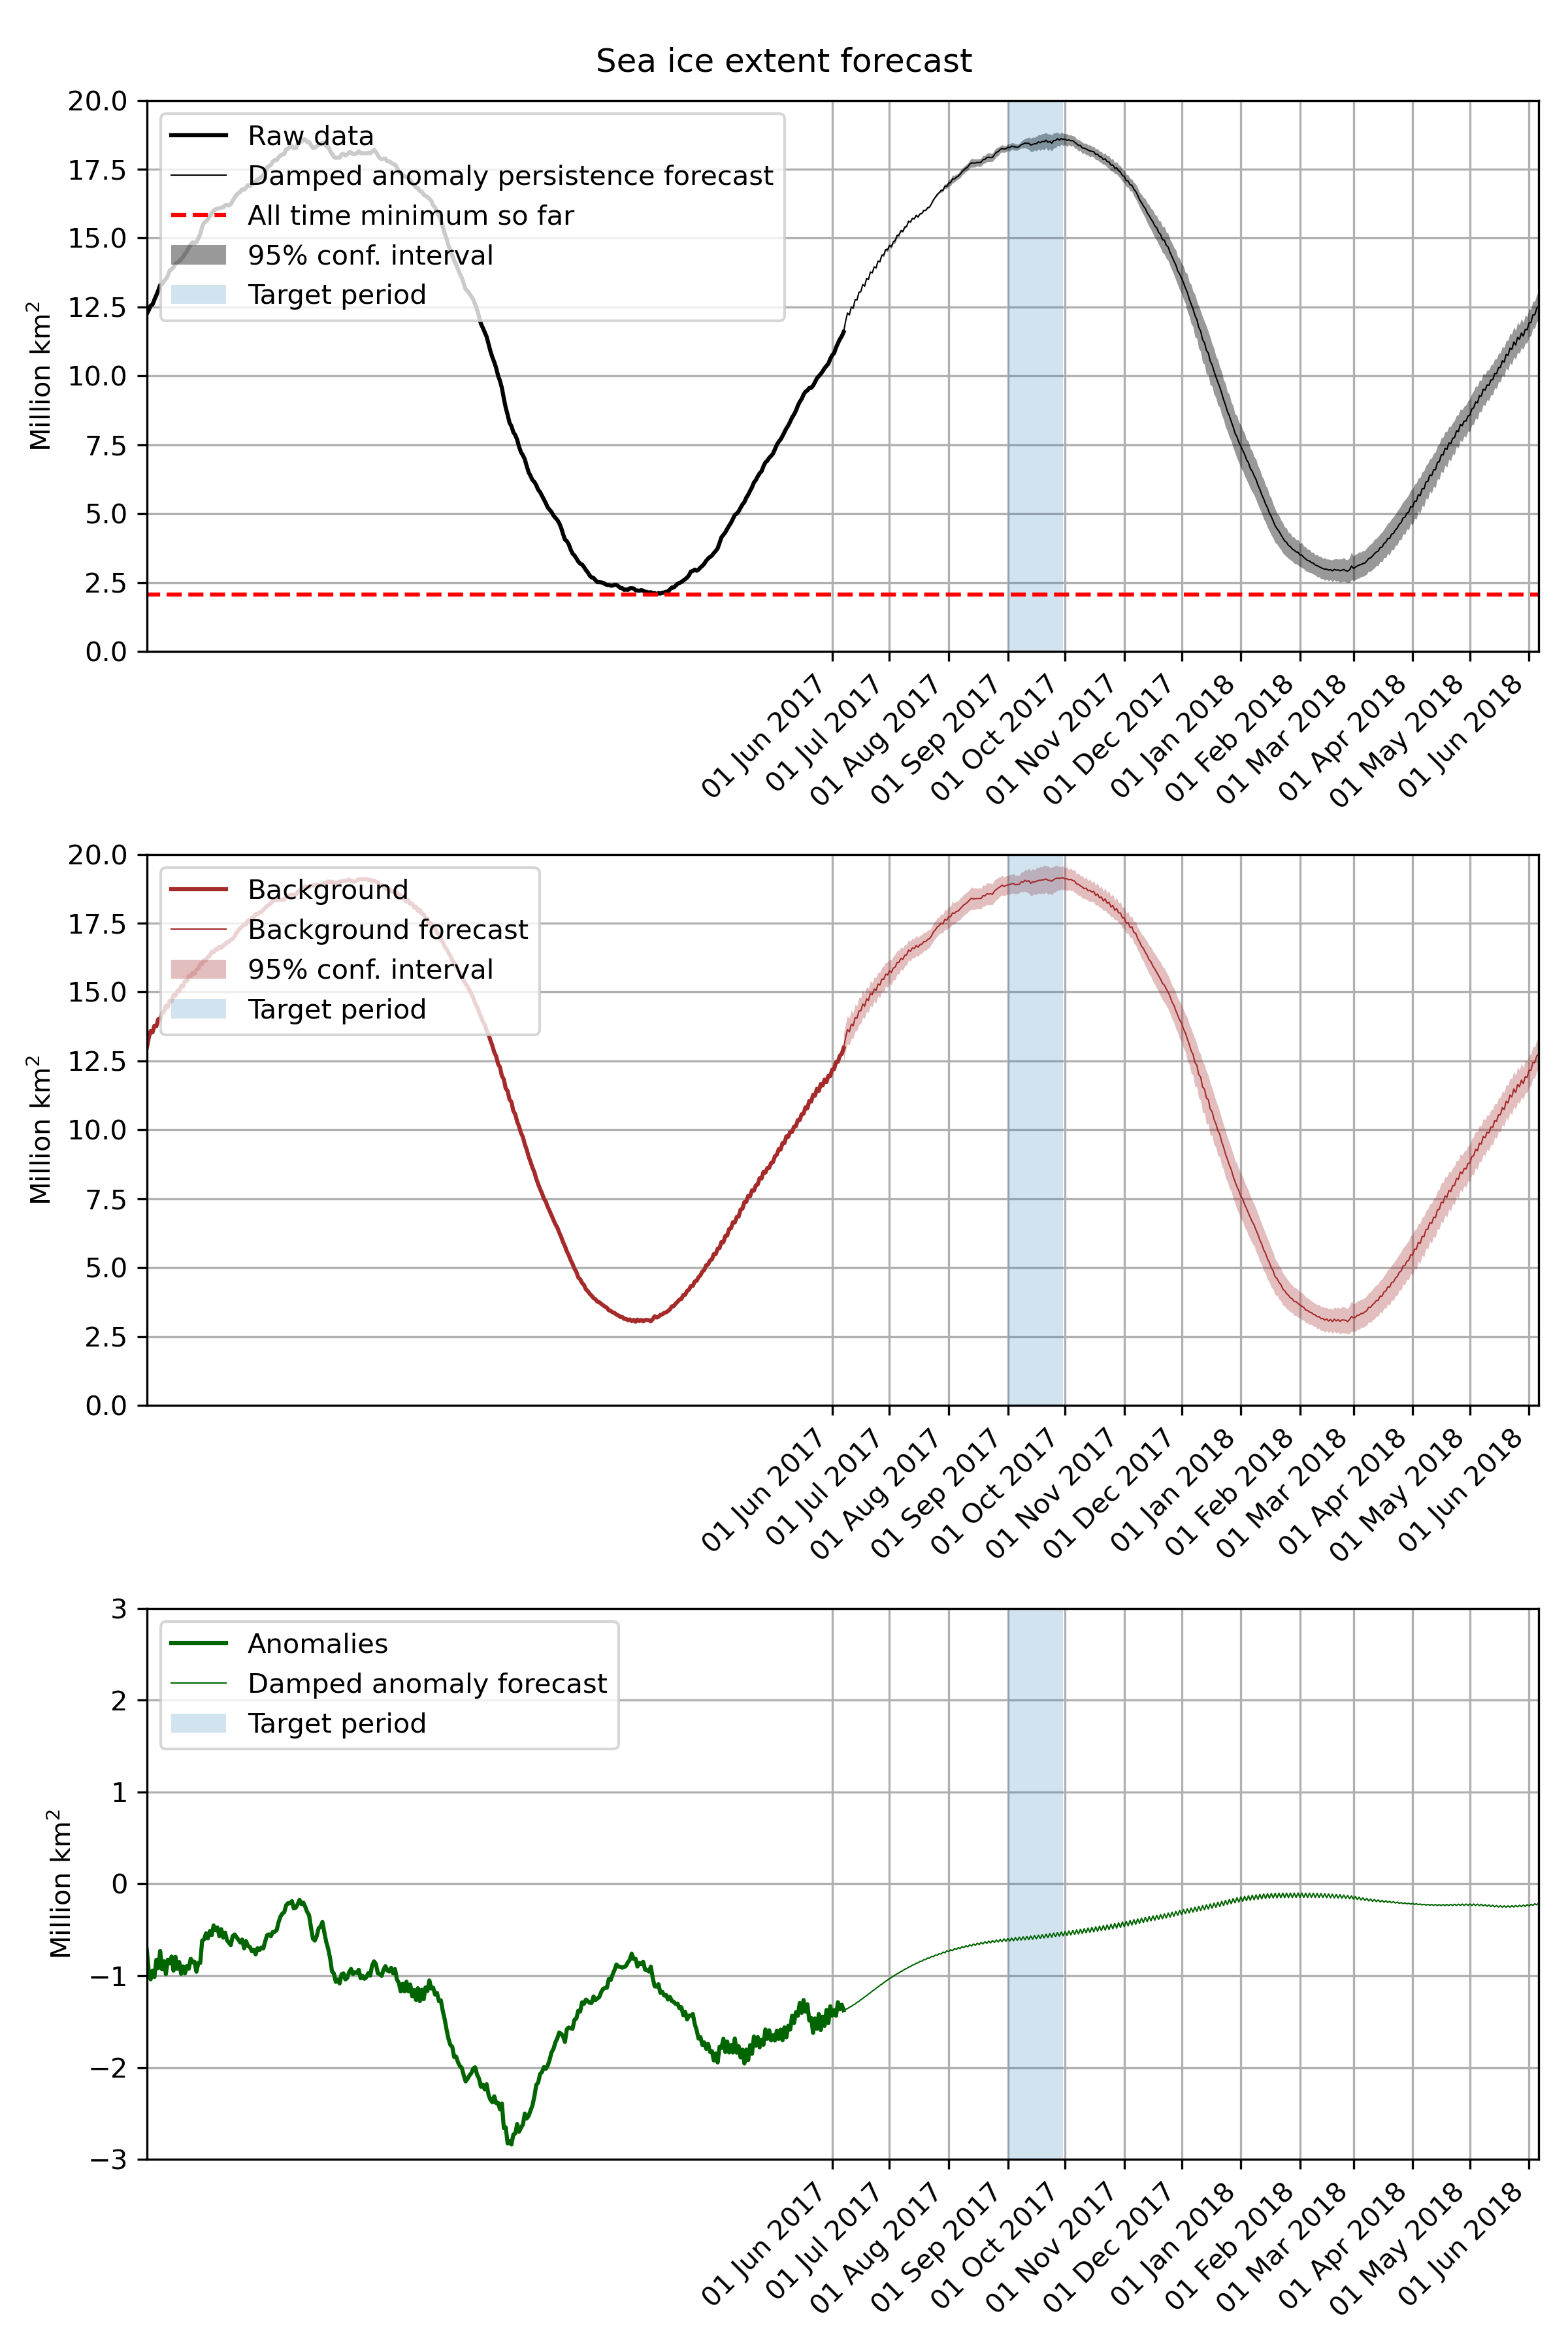 Sea ice extent forecast
20.0
17.5
15.0
12.5
10.0
7.5
5.0
2.5
0.0
Million km²
Raw data
Damped anomaly persistence forecast
All time minimum so far
95% conf. interval
Target period
01 Jun 2017
01 Jul 2017
01 Aug 2017
01 Sep 2017
01 Oct 2017
01 Nov 2017
01 Dec 2017
01 Jan 2018
01 Feb 2018
01 Mar 2018
01 Apr 2018
01 May 2018
01 Jun 2018
20.0
17.5
15.0
12.5
10.0
7.5
5.0
2.5
0.0
Million km²
Background
Background forecast
95% conf. interval
Target period
01 Jun 2017
01 Jul 2017
01 Aug 2017
01 Sep 2017
01 Oct 2017
01 Nov 2017
01 Dec 2017
01 Jan 2018
01 Feb 2018
01 Mar 2018
01 Apr 2018
01 May 2018
01 Jun 2018
3
2
1
0
−1
−2
−3
Million km²
Anomalies
Damped anomaly forecast
Target period
01 Jun 2017
01 Jul 2017
01 Aug 2017
01 Sep 2017
01 Oct 2017
01 Nov 2017
01 Dec 2017
01 Jan 2018
01 Feb 2018
01 Mar 2018
01 Apr 2018
01 May 2018
01 Jun 2018